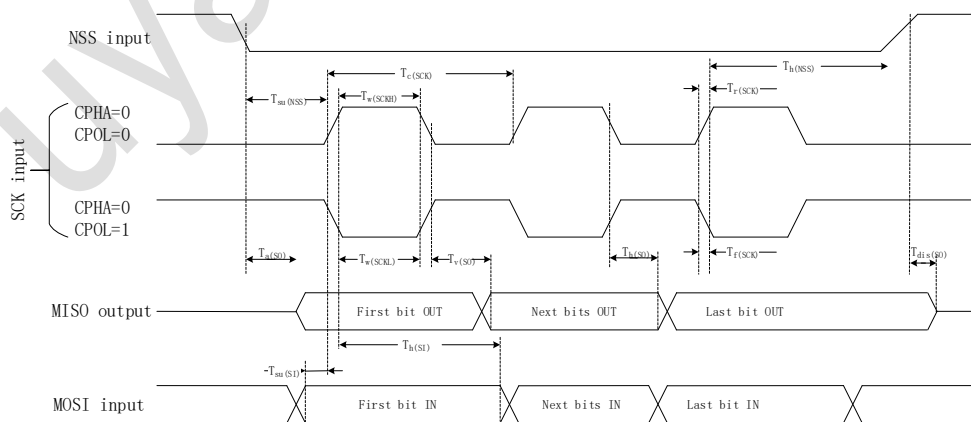 NSS input
Tc(SCK)
Th(NSS)
Tsu(NSS)
Tw(SCKH)
Tr(SCK)
SCK input
CPHA=0
CPOL=0
CPHA=0
CPOL=1
Ta(SO)
Tw(SCKL)
Tv(SO)
Th(SO)
Tf(SCK)
Tdis(SO)
MISO output
First bit OUT
Next bits OUT
Last bit OUT
Th(SI)
Tsu(SI)
MOSI input
First bit IN
Next bits IN
Last bit IN